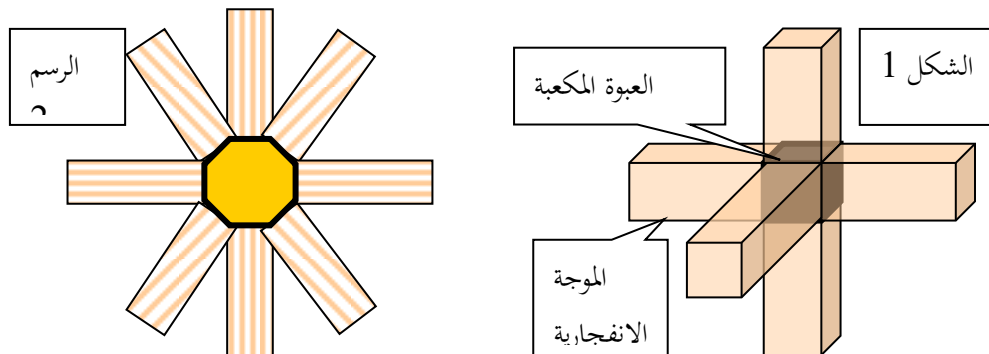 الشكل 1
العبوة المكعبة
الموجة
الانفجارية
الرسم